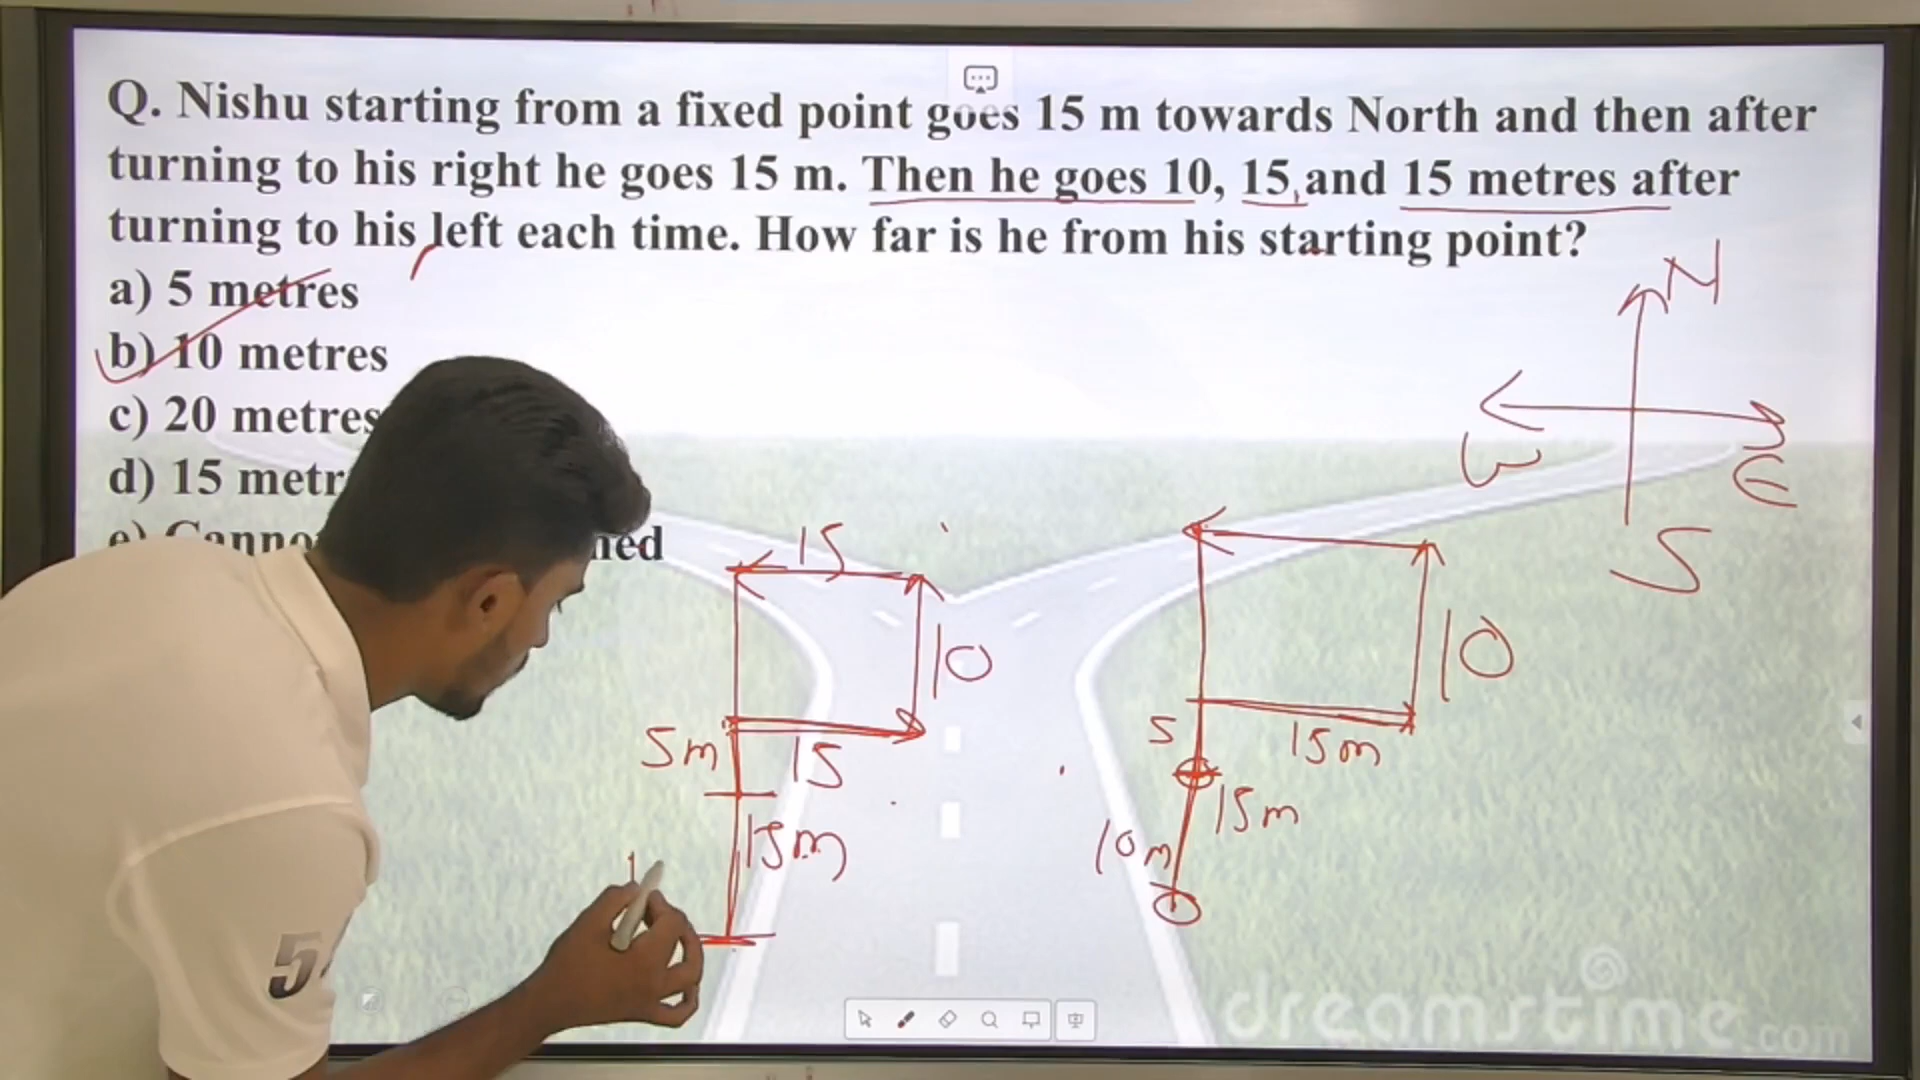 Q. Nishu starting from a fixed point goes 15 m towards North and then after
turning to his right he goes 15 m. Then he goes 10, 15, and 15 metres after
turning to his left each time. How far is he from his starting point?
a) 5 metres
b) 10 metres
c) 20 metres
d) 15 metr
N
E
S
15
10
5m
15
15m
10
5
15m
15m
10m
5
dreamstime.com